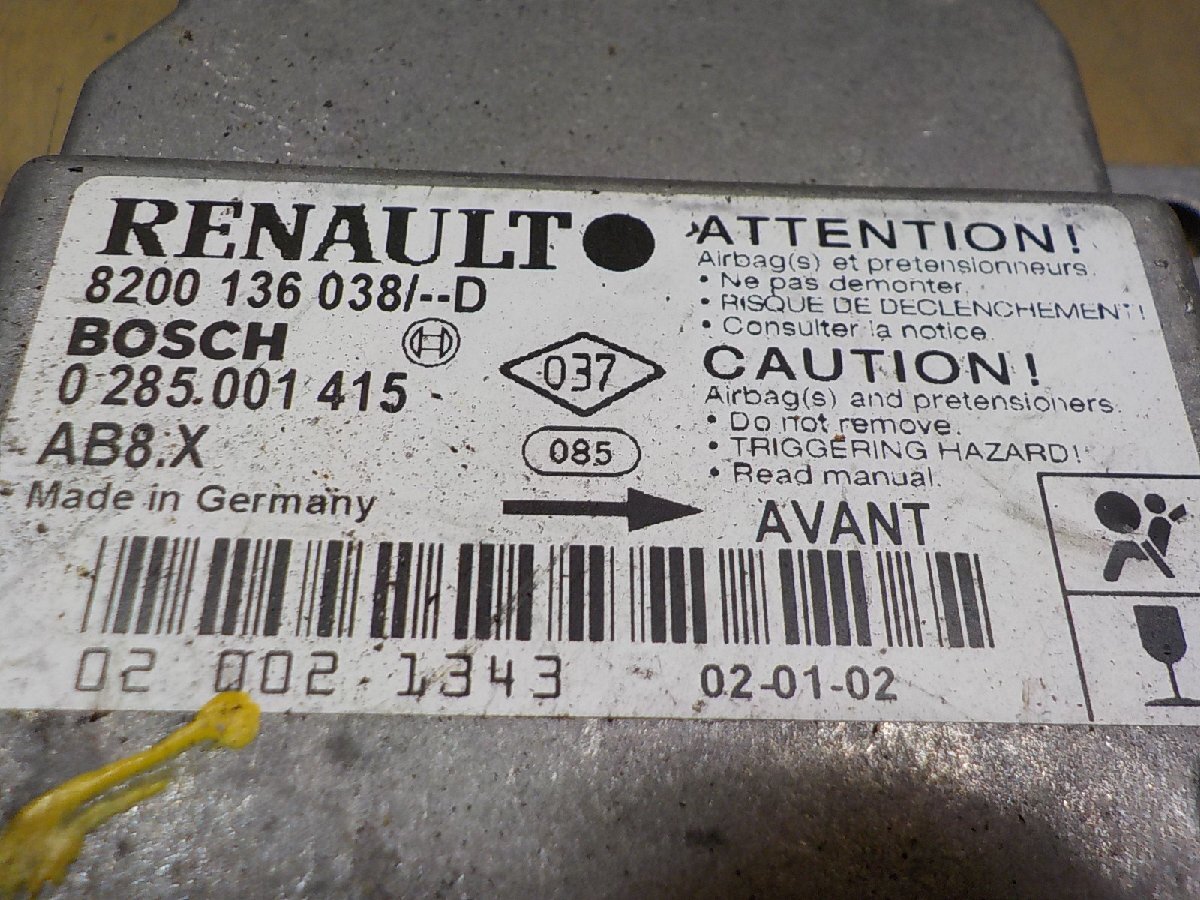 RENAULT
8200 136 038/--D
BOSCH
0 285.001 415
AB8.X
Made in Germany
037
085
ATTENTION!
Airbag(s) et pretensionneurs.
• Ne pas demonter.
• RISQUE DE DECLENCHEMENT!
• Consulter la notice.
CAUTION!
Airbag(s) and pretensioners.
• Do not remove.
• TRIGGERING HAZARD!
• Read manual.
AVANT
02 002 1343
02-01-02